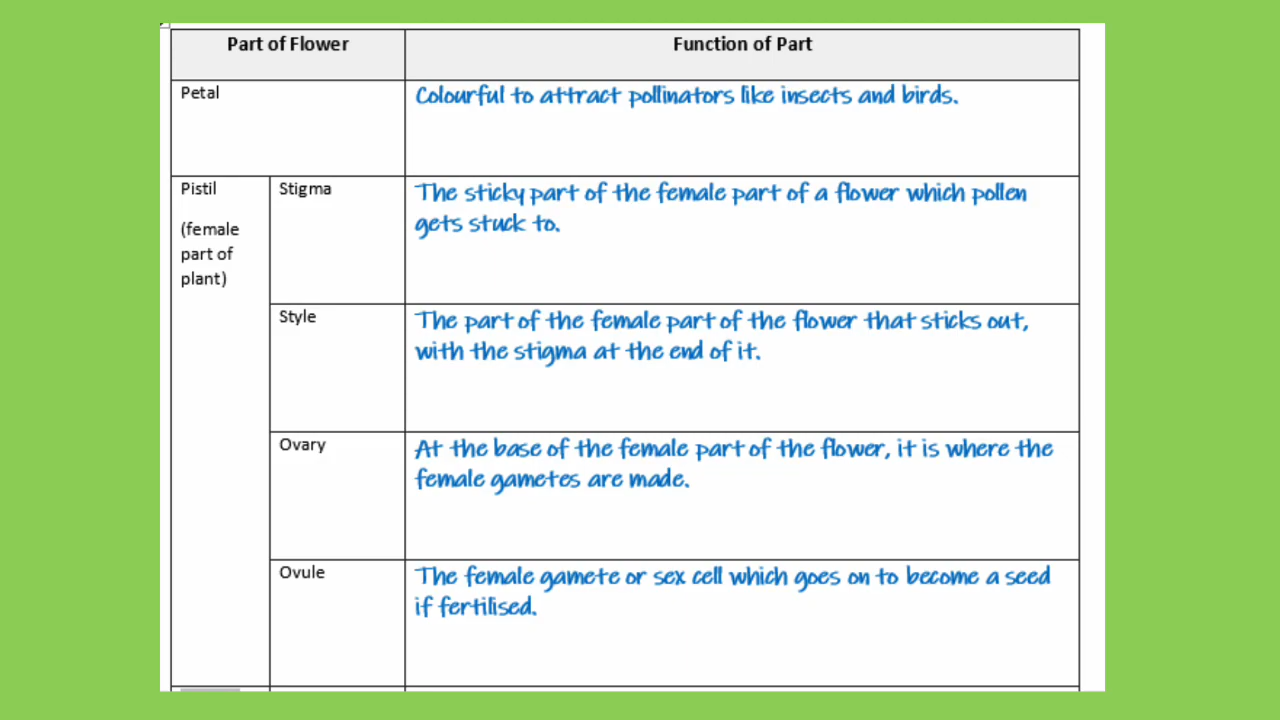 Part of Flower
Function of Part
Petal
Colourful to attract pollinators like insects and birds.
Pistil
(female
part of
plant)
Stigma
The sticky part of the female part of a flower which pollen
gets stuck to.
Style
The part of the female part of the flower that sticks out,
with the stigma at the end of it.
Ovary
At the base of the female part of the flower, it is where the
female gametes are made.
Ovule
The female gamete or sex cell which goes on to become a seed
if fertilised.